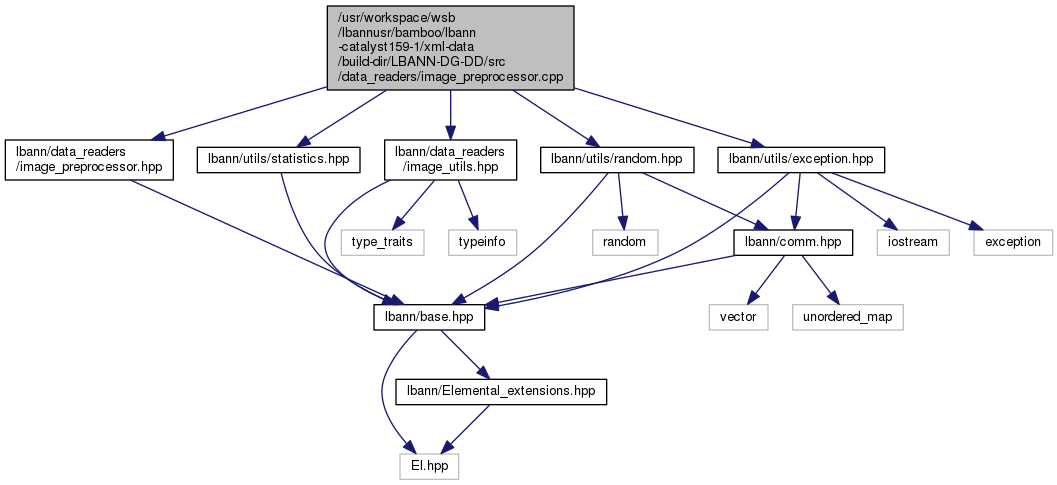 /usr/workspace/wsb
/lbannusr/bamboo/lbann
-catalyst159-1/xml-data
/build-dir/LBANN-DG-DD/src
/data_readers/image_preprocessor.cpp
lbann/data_readers
/image_preprocessor.hpp
lbann/utils/statistics.hpp
lbann/data_readers
/image_utils.hpp
lbann/utils/random.hpp
lbann/utils/exception.hpp
type_traits
typeinfo
random
lbann/comm.hpp
iostream
exception
lbann/base.hpp
vector
unordered_map
lbann/Elemental_extensions.hpp
El.hpp